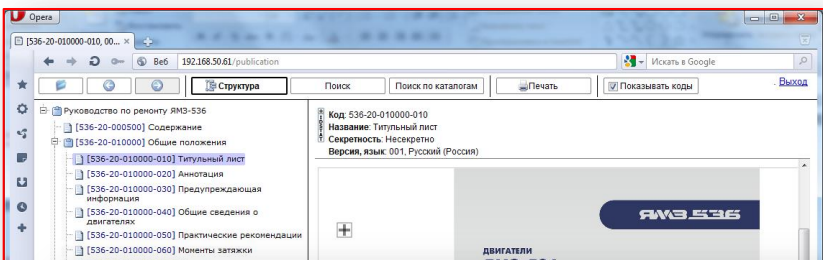 Opera
[536-20-010000-010, 00...
Веб
192.168.50.61/publication
Искать в Google
Структура
Поиск
Поиск по каталогам
Печать
Показывать коды
Выход
Руководство по ремонту ЯМЗ-536
[536-20-000500] Содержание
[536-20-010000] Общие положения
[536-20-010000-010] Титульный лист
[536-20-010000-020] Аннотация
[536-20-010000-030] Предупреждающая
информация
[536-20-010000-040] Общие сведения о
двигателях
[536-20-010000-050] Практические рекомендации
[536-20-010000-060] Моменты затяжки
Код: 536-20-010000-010
Название: Титульный лист
Секретность: Несекретно
Версия, язык: 001, Русский (Россия)
ЯМЗ.536
ДВИГАТЕЛИ